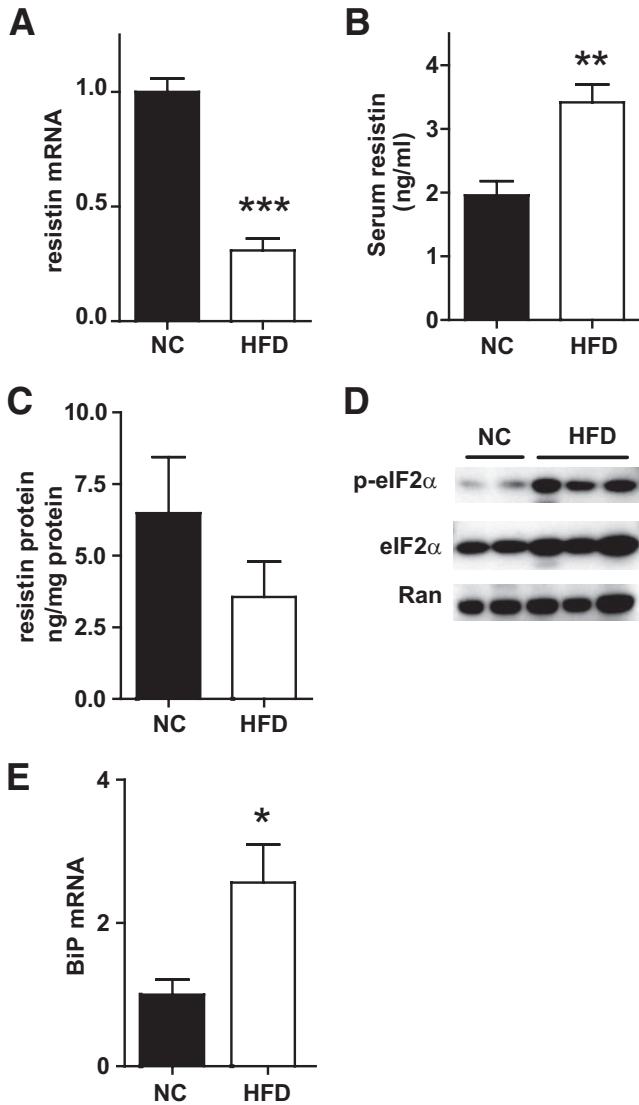 A
resistin mRNA
1.0
0.5
0.0
***
NC HFD
B
Serum resistin
(ng/ml)
4
3
2
1
0
**
NC HFD
C
resistin protein
ng/mg protein
10.0
7.5
5.0
2.5
0.0
NC HFD
D
NC HFD
p-eIF2α
eIF2α
Ran
E
BiP mRNA
4
2
0
*
NC HFD